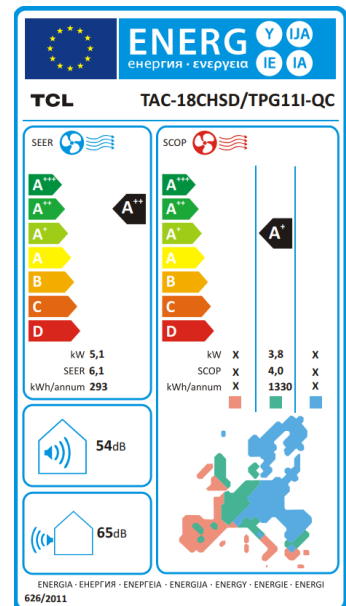 ENERG Y IJA
енергия · ενεργεια IE IA
TCL TAC-18CHSD/TPG11I-QC
SEER
A+++
A++
A+
A
B
C
D
A++
kW 5,1
SEER 6,1
kWh/annum 293
SCOP
A+++
A++
A+
A
B
C
D
A+
kW X 3,8 X
SCOP X 4,0 X
kWh/annum X 1330 X
54dB
65dB
ENERGIA · ЕНЕРГИЯ · ΕΝΕΡΓΕΙΑ · ENERGIJA · ENERGY · ENERGIE · ENERGI
626/2011